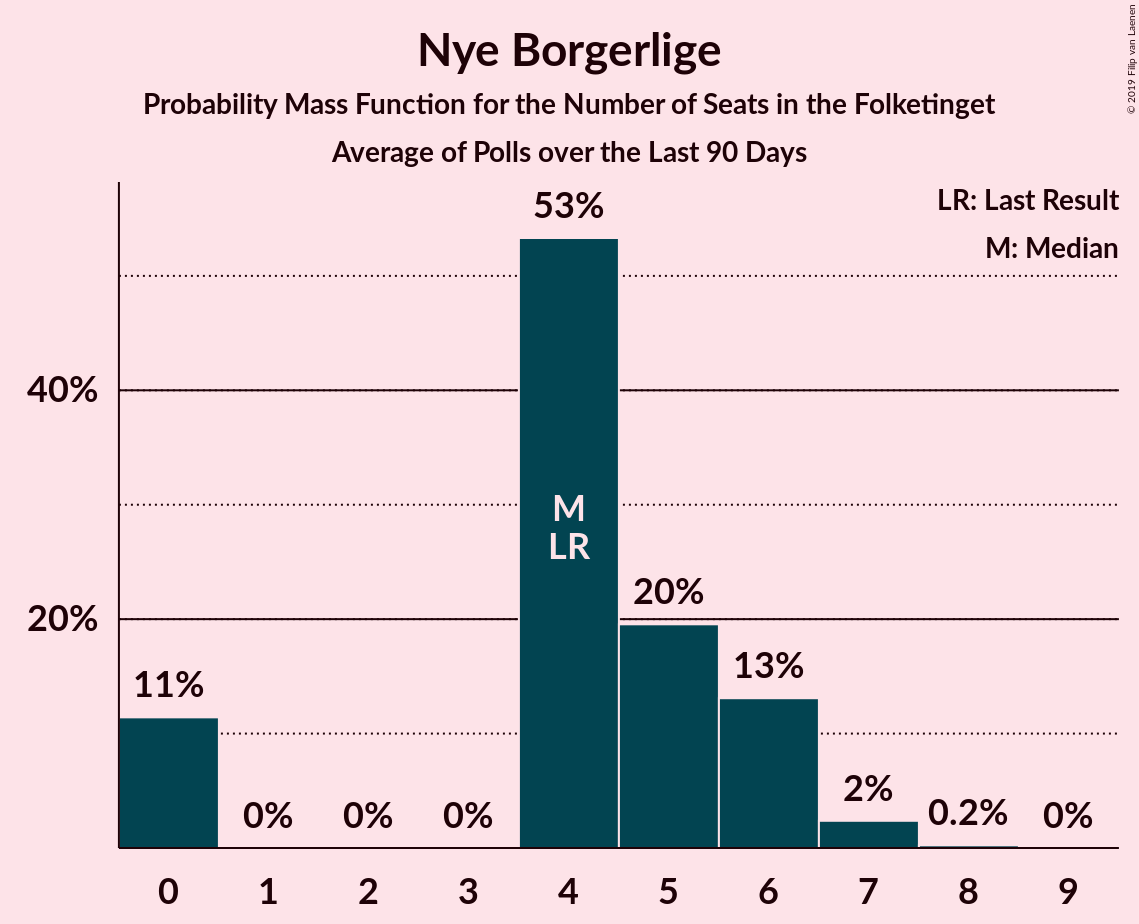 Nye Borgerlige
Probability Mass Function for the Number of Seats in the Folketinget
Average of Polls over the Last 90 Days
© 2019 Filip van Laenen
LR: Last Result
M: Median
53%
40%
M
LR
20%
20%
13%
11%
2%
0%
0%
0%
0.2%
0%
0
1
2
3
4
5
6
7
8
9